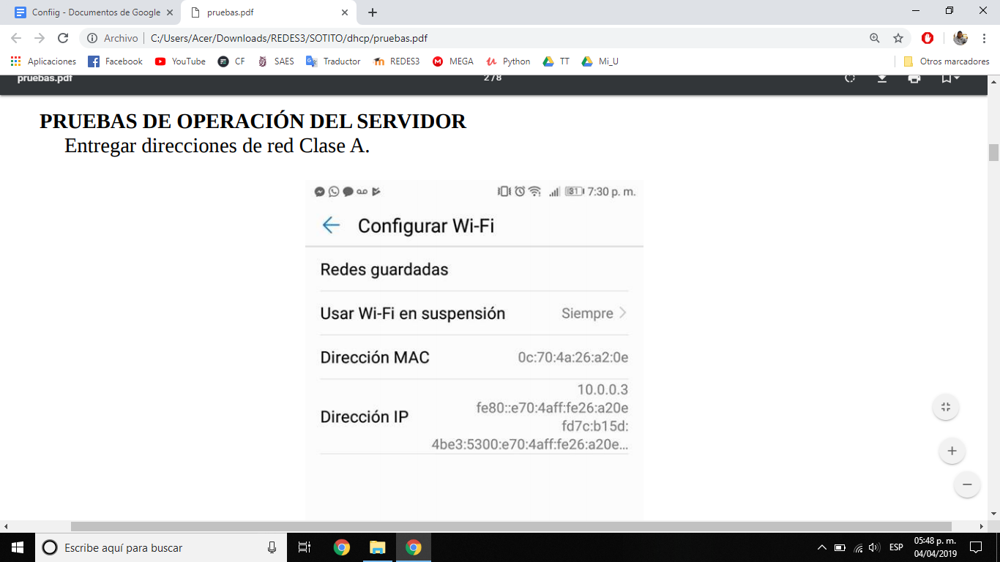 Confiig - Documentos de Google
pruebas.pdf
Archivo
C:/Users/Acer/Downloads/REDES3/SOTITO/dhcp/pruebas.pdf
Aplicaciones
Facebook
YouTube
CF
SAES
Traductor
REDES3
MEGA
Python
TT
Mi_U
Otros marcadores
pruebas.pdf
2 / 8
PRUEBAS DE OPERACIÓN DEL SERVIDOR
Entregar direcciones de red Clase A.
31 7:30 p. m.
Configurar Wi-Fi
Redes guardadas
Usar Wi-Fi en suspensión Siempre
Dirección MAC 0c:70:4a:26:a2:0e
10.0.0.3
fe80::e70:4aff:fe26:a20e
Dirección IP
fd7c:b15d:
4be3:5300:e70:4aff:fe26:a20e...
Escribe aquí para buscar
ESP
05:48 p. m.
04/04/2019